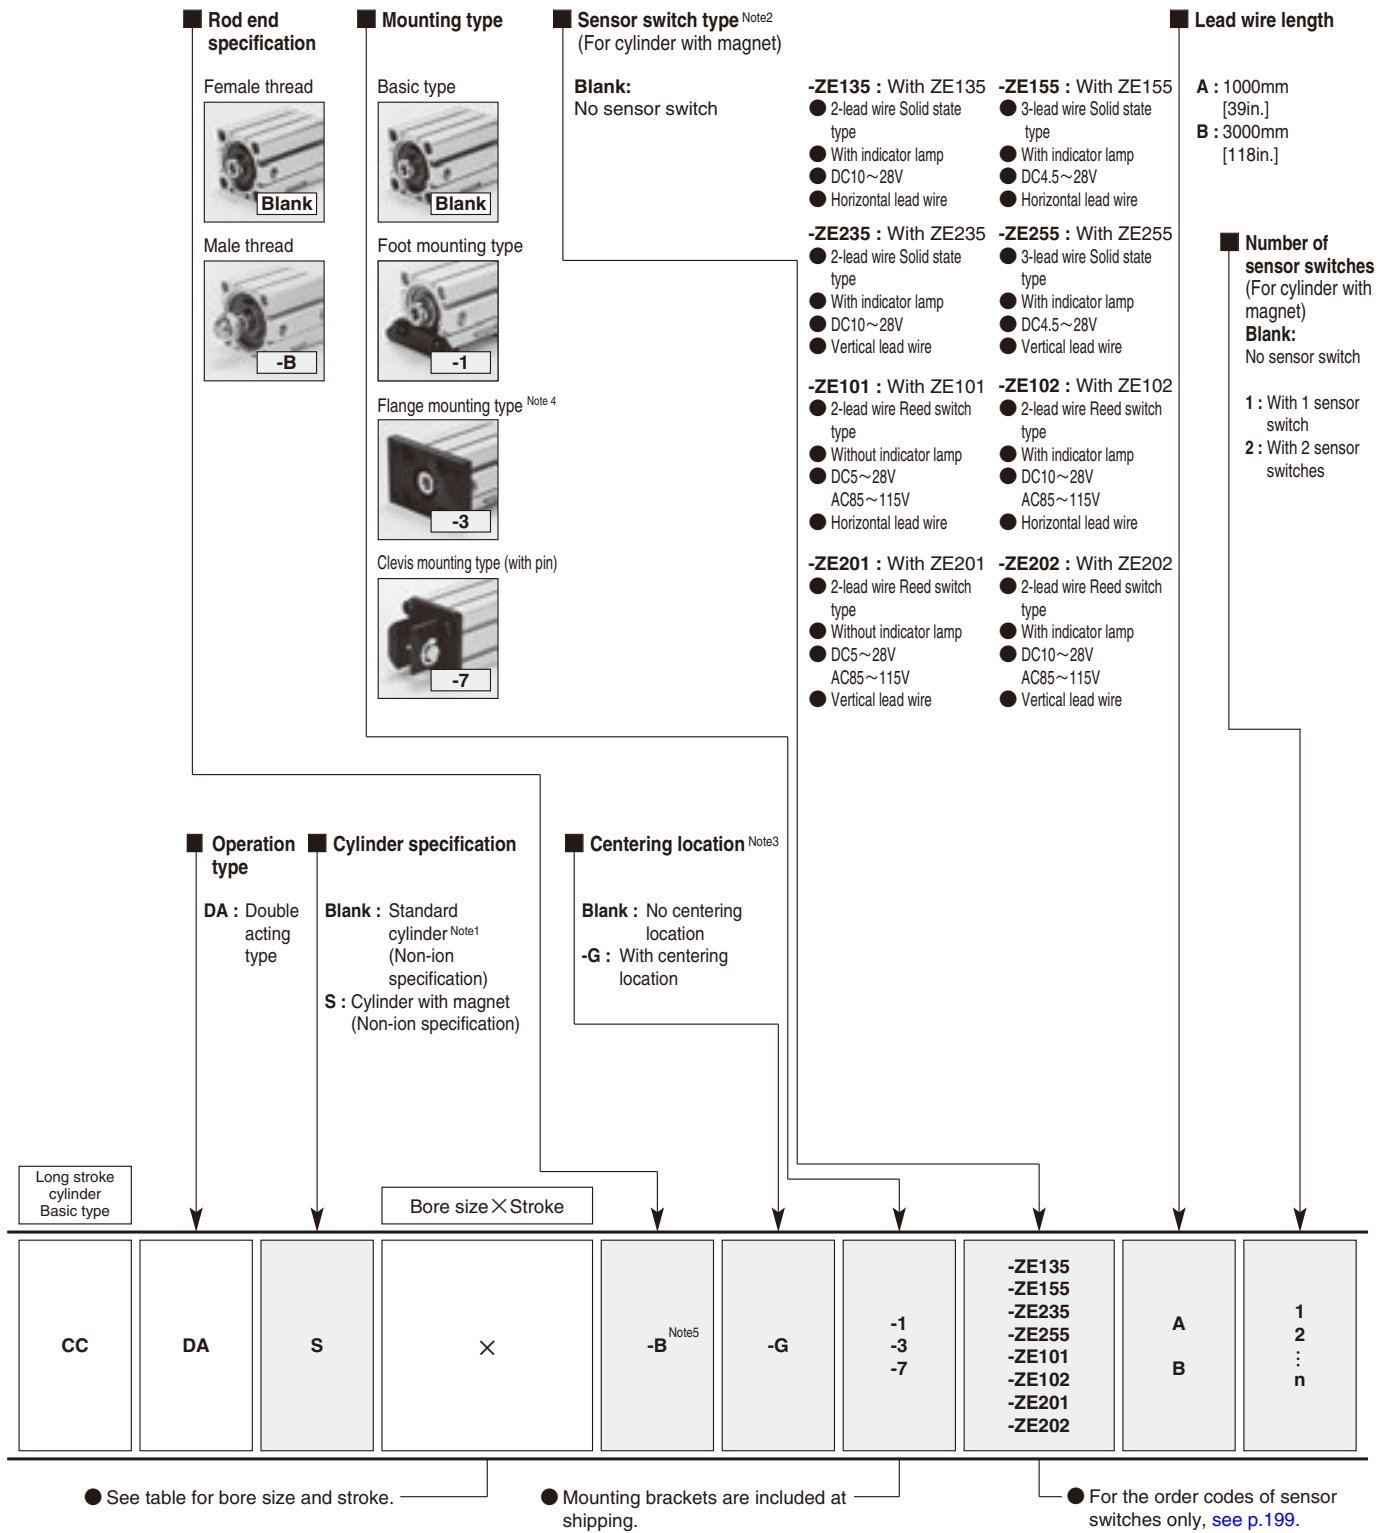 ■ Rod end
specification
Female thread
Blank
Male thread
-B
■ Mounting type
Basic type
Blank
Foot mounting type
-1
Flange mounting type Note 4
-3
Clevis mounting type (with pin)
-7
■ Sensor switch type Note2
(For cylinder with magnet)
Blank:
No sensor switch
-ZE135 : With ZE135
● 2-lead wire Solid state
type
● With indicator lamp
● DC10~28V
● Horizontal lead wire
-ZE155 : With ZE155
● 3-lead wire Solid state
type
● With indicator lamp
● DC4.5~28V
● Horizontal lead wire
-ZE235 : With ZE235
● 2-lead wire Solid state
type
● With indicator lamp
● DC10~28V
● Vertical lead wire
-ZE255 : With ZE255
● 3-lead wire Solid state
type
● With indicator lamp
● DC4.5~28V
● Vertical lead wire
-ZE101 : With ZE101
● 2-lead wire Reed switch
type
● Without indicator lamp
● DC5~28V
AC85~115V
● Horizontal lead wire
-ZE102 : With ZE102
● 2-lead wire Reed switch
type
● With indicator lamp
● DC10~28V
AC85~115V
● Horizontal lead wire
-ZE201 : With ZE201
● 2-lead wire Reed switch
type
● Without indicator lamp
● DC5~28V
AC85~115V
● Vertical lead wire
-ZE202 : With ZE202
● 2-lead wire Reed switch
type
● With indicator lamp
● DC10~28V
AC85~115V
● Vertical lead wire
■ Lead wire length
A : 1000mm
[39in.]
B : 3000mm
[118in.]
■ Number of
sensor switches
(For cylinder with
magnet)
Blank:
No sensor switch
1 : With 1 sensor
switch
2 : With 2 sensor
switches
■ Operation
type
DA : Double
acting
type
■ Cylinder specification
Blank : Standard
cylinder Note1
(Non-ion
specification)
S : Cylinder with magnet
(Non-ion specification)
■ Centering location Note3
Blank : No centering
location
-G : With centering
location
Long stroke
cylinder
Basic type
Bore size×Stroke
CC
DA
S
×
-B Note5
-G
-1
-3
-7
-ZE135
-ZE155
-ZE235
-ZE255
-ZE101
-ZE102
-ZE201
-ZE202
A
B
1
2
⋮
n
● See table for bore size and stroke.
● Mounting brackets are included at
shipping.
● For the order codes of sensor
switches only, see p.199.